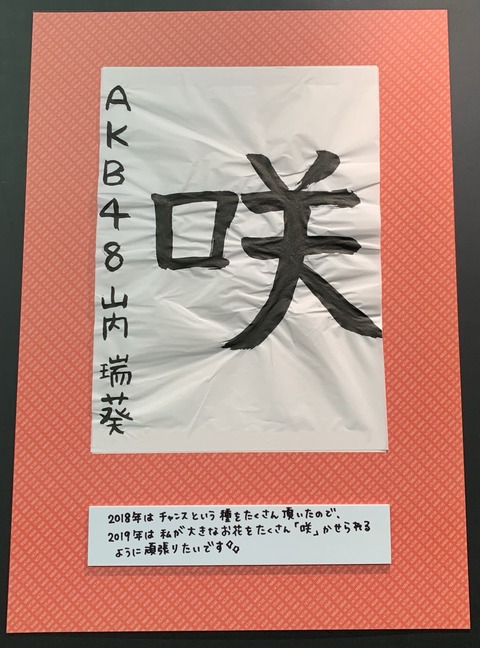 咲
AKB48 山内 瑞葵
2018年は チャンスという 種をたくさん 頂いたので、
2019年は 私が 大きなお花をたくさん「咲」かせられる
ように 頑張りたいです